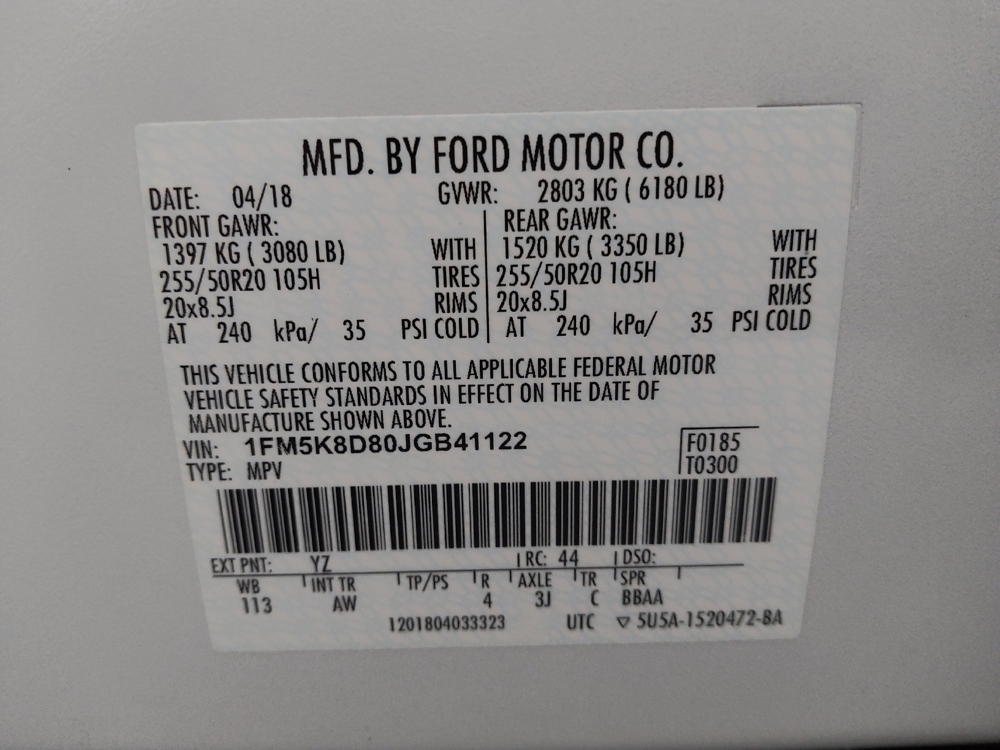 MFD. BY FORD MOTOR CO.
DATE: 04/18 GVWR: 2803 KG ( 6180 LB)
FRONT GAWR: REAR GAWR:
1397 KG ( 3080 LB) WITH 1520 KG ( 3350 LB) WITH
255/50R20 105H TIRES 255/50R20 105H TIRES
20x8.5J RIMS 20x8.5J RIMS
AT 240 kPa/ 35 PSI COLD AT 240 kPa/ 35 PSI COLD
THIS VEHICLE CONFORMS TO ALL APPLICABLE FEDERAL MOTOR
VEHICLE SAFETY STANDARDS IN EFFECT ON THE DATE OF
MANUFACTURE SHOWN ABOVE.
VIN: 1FM5K8D80JGB41122 F0185
TYPE: MPV T0300
EXT PNT: YZ RC: 44 DSO:
WB INT TR TP/PS R AXLE TR SPR
113 AW 4 3J C BBAA
1201804033323 UTC ▽ 5U5A-1520472-BA